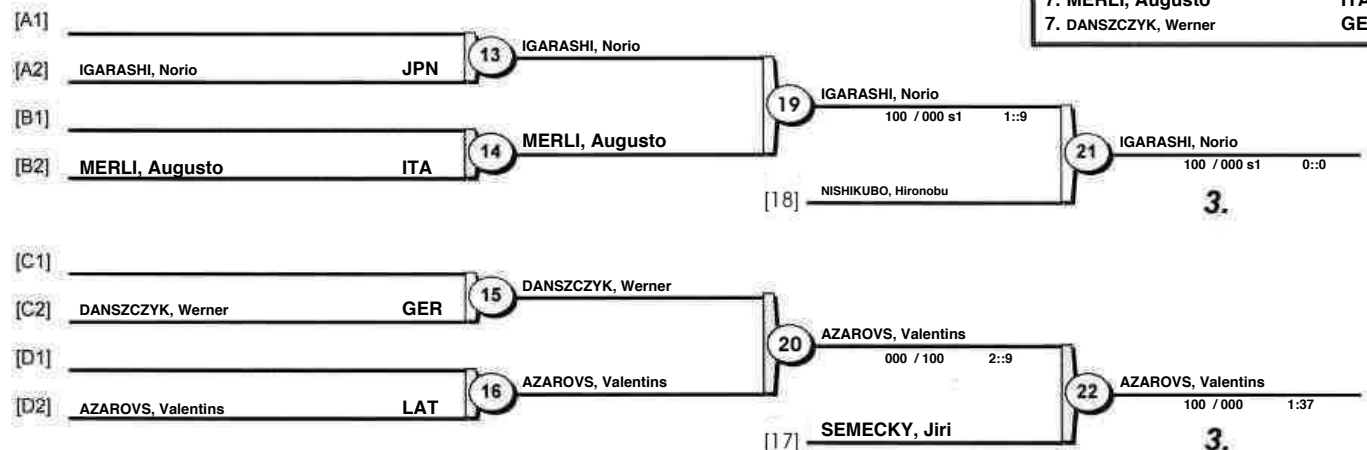 7. MERLI, Augusto ITA
7. DANSZCZYK, Werner GE
[A1]
13 IGARASHI, Norio
[A2] IGARASHI, Norio JPN
19 IGARASHI, Norio
100 / 000 s1 1::9
[B1]
14 MERLI, Augusto
[B2] MERLI, Augusto ITA
21 IGARASHI, Norio
100 / 000 s1 0::0
[18] NISHIKUBO, Hironobu
3.
[C1]
15 DANSZCZYK, Werner
[C2] DANSZCZYK, Werner GER
20 AZAROVS, Valentins
000 / 100 2::9
[D1]
16 AZAROVS, Valentins
[D2] AZAROVS, Valentins LAT
22 AZAROVS, Valentins
100 / 000 1:37
[17] SEMECKY, Jiri
3.